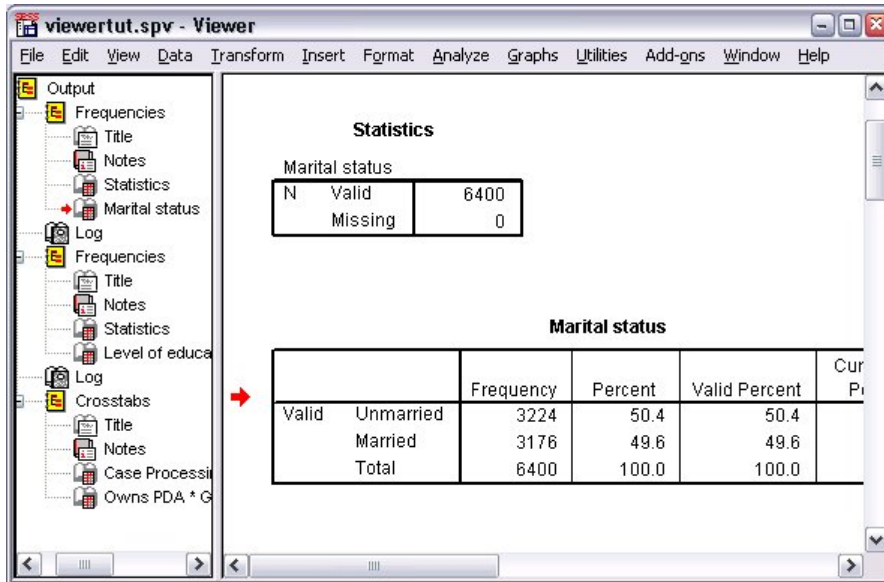 viewertut.spv - Viewer
File Edit View Data Transform Insert Format Analyze Graphs Utilities Add-ons Window Help
Output
Frequencies
Title
Notes
Statistics
Marital status
Log
Frequencies
Title
Notes
Statistics
Level of educa
Log
Crosstabs
Title
Notes
Case Processi
Owns PDA * G
Statistics
Marital status
N Valid 6400
Missing 0
Marital status
Frequency Percent Valid Percent
Valid Unmarried 3224 50.4 50.4
Married 3176 49.6 49.6
Total 6400 100.0 100.0